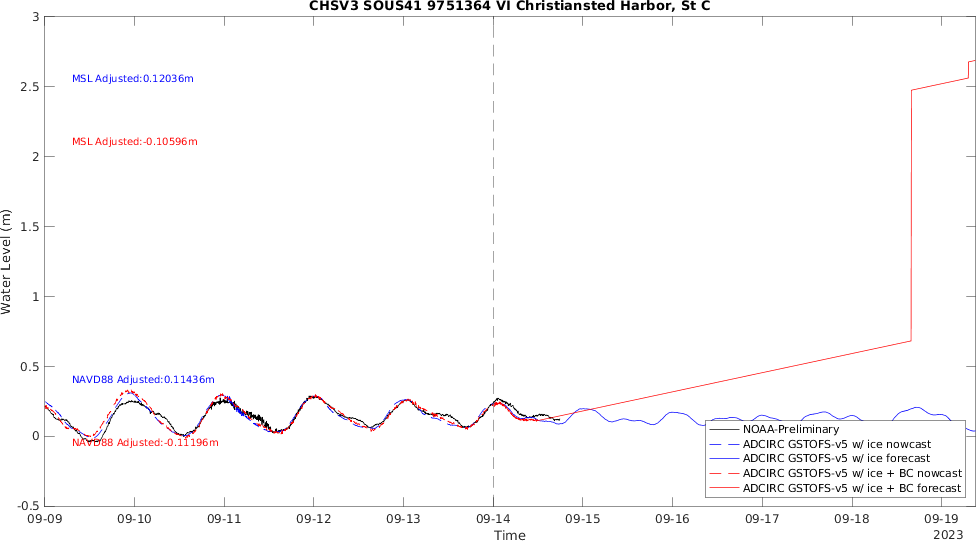 CHSV3 SOUS41 9751364 VI Christiansted Harbor, St C
3
2.5
2
1.5
1
0.5
0
-0.5
Water Level (m)
MSL Adjusted:0.12036m
MSL Adjusted:-0.10596m
NAVD88 Adjusted:0.11436m
NAVD88 Adjusted:-0.11196m
NOAA-Preliminary
ADCIRC GSTOFS-v5 w/ ice nowcast
ADCIRC GSTOFS-v5 w/ ice forecast
ADCIRC GSTOFS-v5 w/ ice + BC nowcast
ADCIRC GSTOFS-v5 w/ ice + BC forecast
09-09 09-10 09-11 09-12 09-13 09-14 09-15 09-16 09-17 09-18 09-19
Time
2023